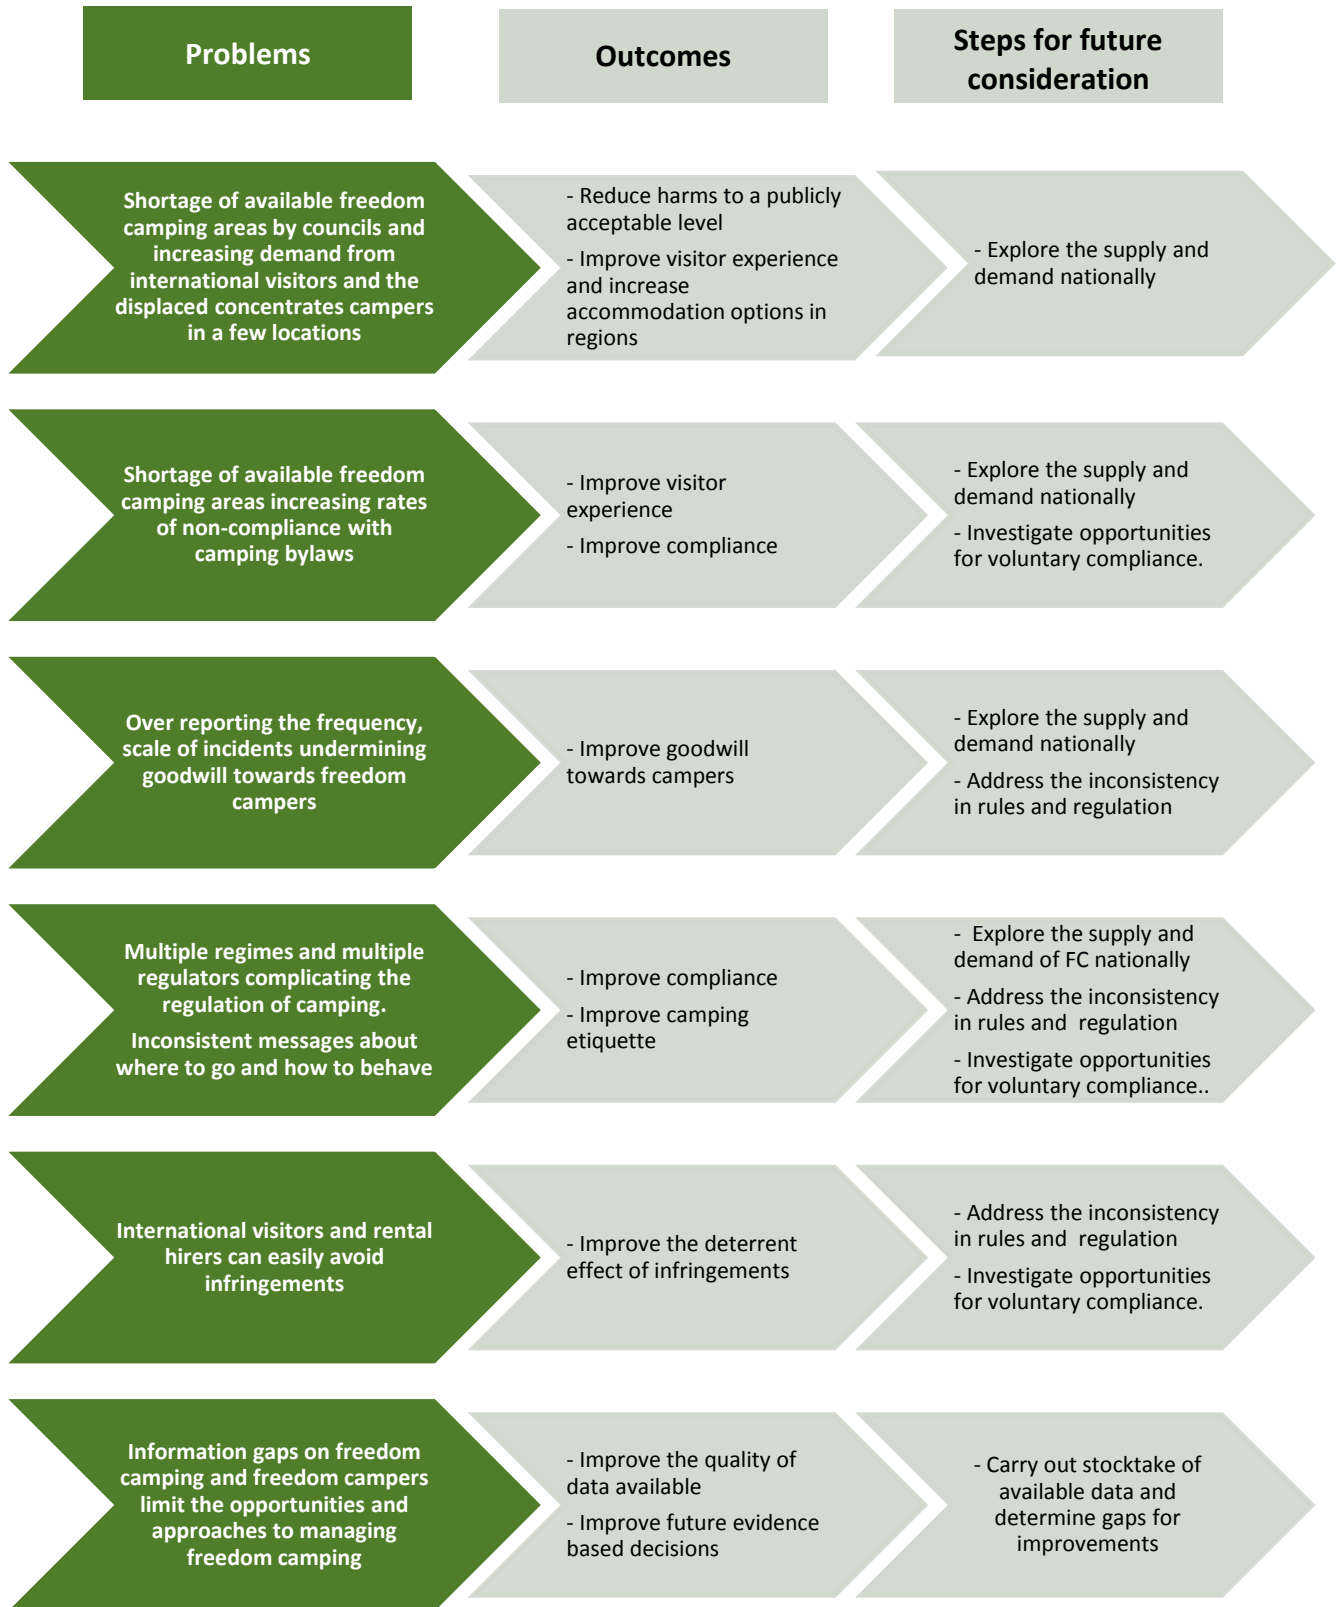 Problems
Outcomes
Steps for future
consideration
Shortage of available freedom
camping areas by councils and
increasing demand from
international visitors and the
displaced concentrates campers
in a few locations
- Reduce harms to a publicly
acceptable level
- Improve visitor experience
and increase
accommodation options in
regions
- Explore the supply and
demand nationally
Shortage of available freedom
camping areas increasing rates
of non-compliance with
camping bylaws
- Improve visitor
experience
- Improve compliance
- Explore the supply and
demand nationally
- Investigate opportunities
for voluntary compliance.
Over reporting the frequency,
scale of incidents undermining
goodwill towards freedom
campers
- Improve goodwill
towards campers
- Explore the supply and
demand nationally
- Address the inconsistency
in rules and regulation
Multiple regimes and multiple
regulators complicating the
regulation of camping.
Inconsistent messages about
where to go and how to behave
- Improve compliance
- Improve camping
etiquette
- Explore the supply and
demand of FC nationally
- Address the inconsistency
in rules and regulation
- Investigate opportunities
for voluntary compliance..
International visitors and rental
hirers can easily avoid
infringements
- Improve the deterrent
effect of infringements
- Address the inconsistency
in rules and regulation
- Investigate opportunities
for voluntary compliance.
Information gaps on freedom
camping and freedom campers
limit the opportunities and
approaches to managing
freedom camping
- Improve the quality of
data available
- Improve future evidence
based decisions
- Carry out stocktake of
available data and
determine gaps for
improvements